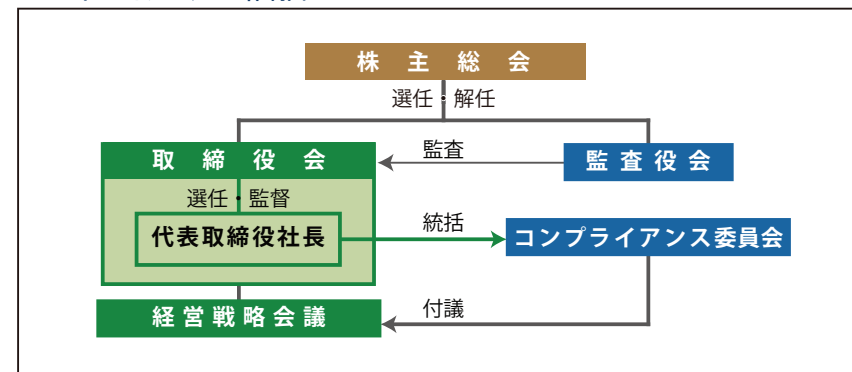 株主総会
選任・解任
取締役会
監査
監査役会
選任・監督
代表取締役社長
統括
コンプライアンス委員会
経営戦略会議
付議